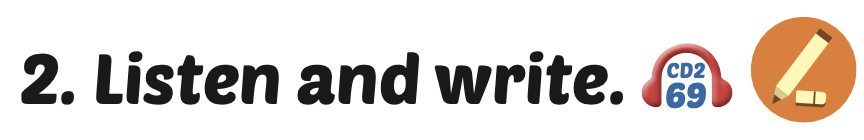 2. Listen and write. CD2
69